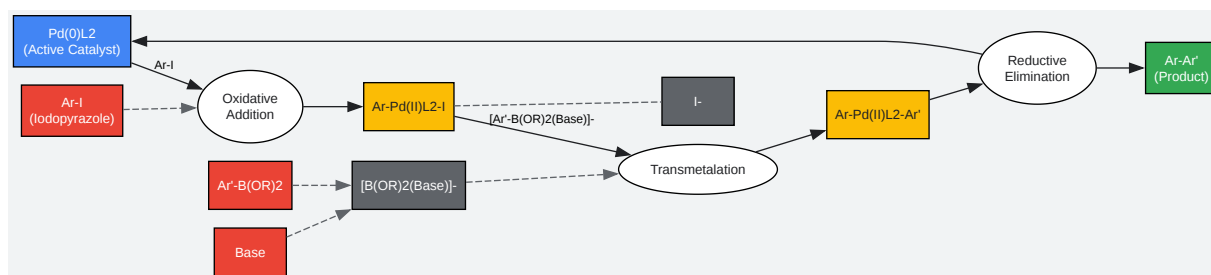 Pd(0)L2
(Active Catalyst)
Ar-I
Ar-I
(Iodopyrazole)
Oxidative
Addition
Ar-Pd(II)L2-I
I-
[Ar'-B(OR)2(Base)]-
Ar'-B(OR)2
[B(OR)2(Base)]-
Base
Transmetalation
Ar-Pd(II)L2-Ar'
Reductive
Elimination
Ar-Ar'
(Product)